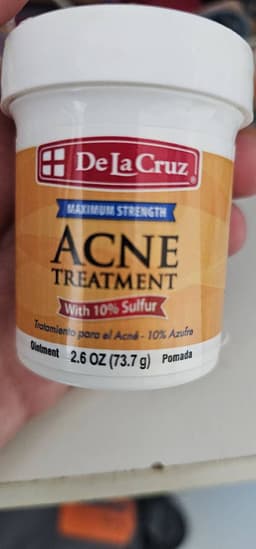 De La Cruz®
MAXIMUM STRENGTH
ACNE
TREATMENT
With 10% Sulfur
Tratamiento para el Acné - 10% Azufre
Ointment 2.6 OZ (73.7 g) Pomada